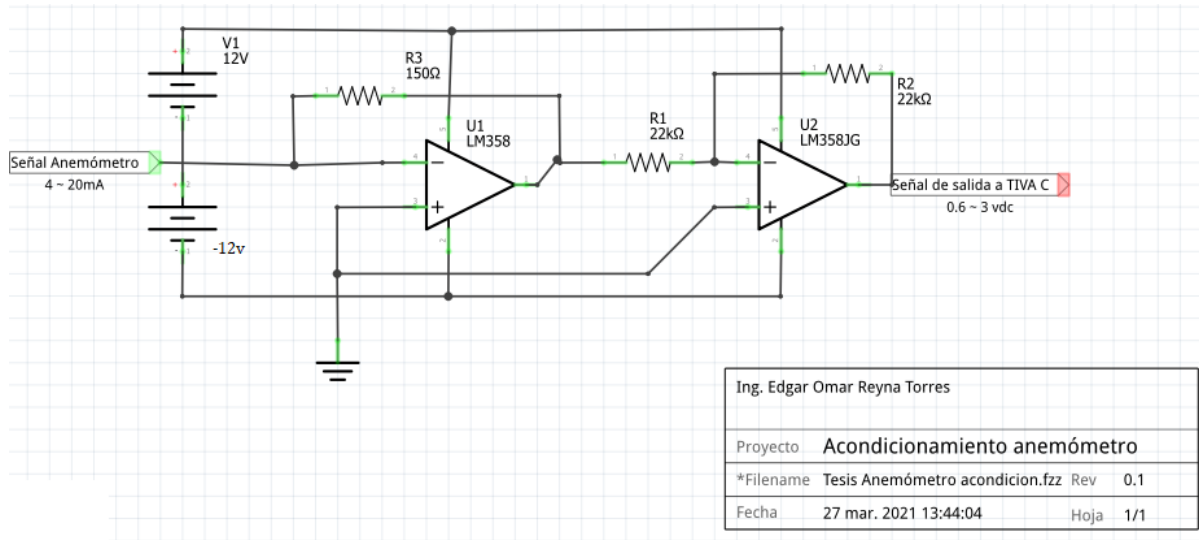 V1
12V
R3
150Ω
R2
22kΩ
U1
LM358
R1
22kΩ
U2
LM358JG
Señal Anemómetro
4 ~ 20mA
Señal de salida a TIVA C
0.6 ~ 3 vdc
-12v
Ing. Edgar Omar Reyna Torres
Proyecto Acondicionamiento anemómetro
*Filename Tesis Anemómetro acondicion.fzz Rev 0.1
Fecha 27 mar. 2021 13:44:04 Hoja 1/1